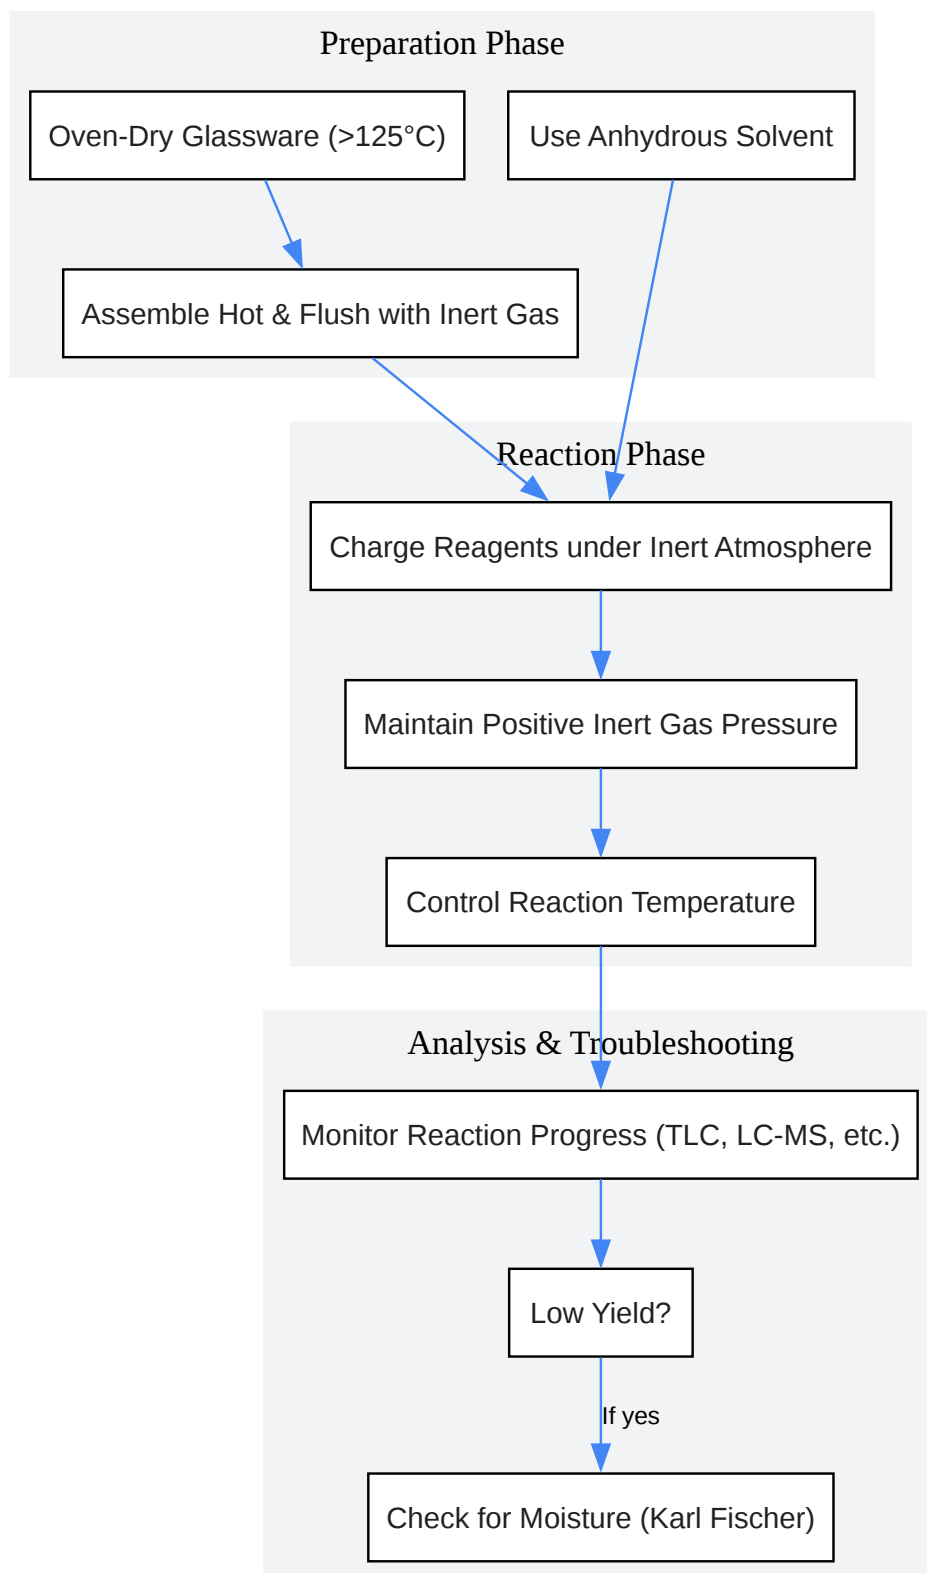 Preparation Phase
Oven-Dry Glassware (>125°C)
Use Anhydrous Solvent
Assemble Hot & Flush with Inert Gas
Reaction Phase
Charge Reagents under Inert Atmosphere
Maintain Positive Inert Gas Pressure
Control Reaction Temperature
Analysis & Troubleshooting
Monitor Reaction Progress (TLC, LC-MS, etc.)
Low Yield?
If yes
Check for Moisture (Karl Fischer)